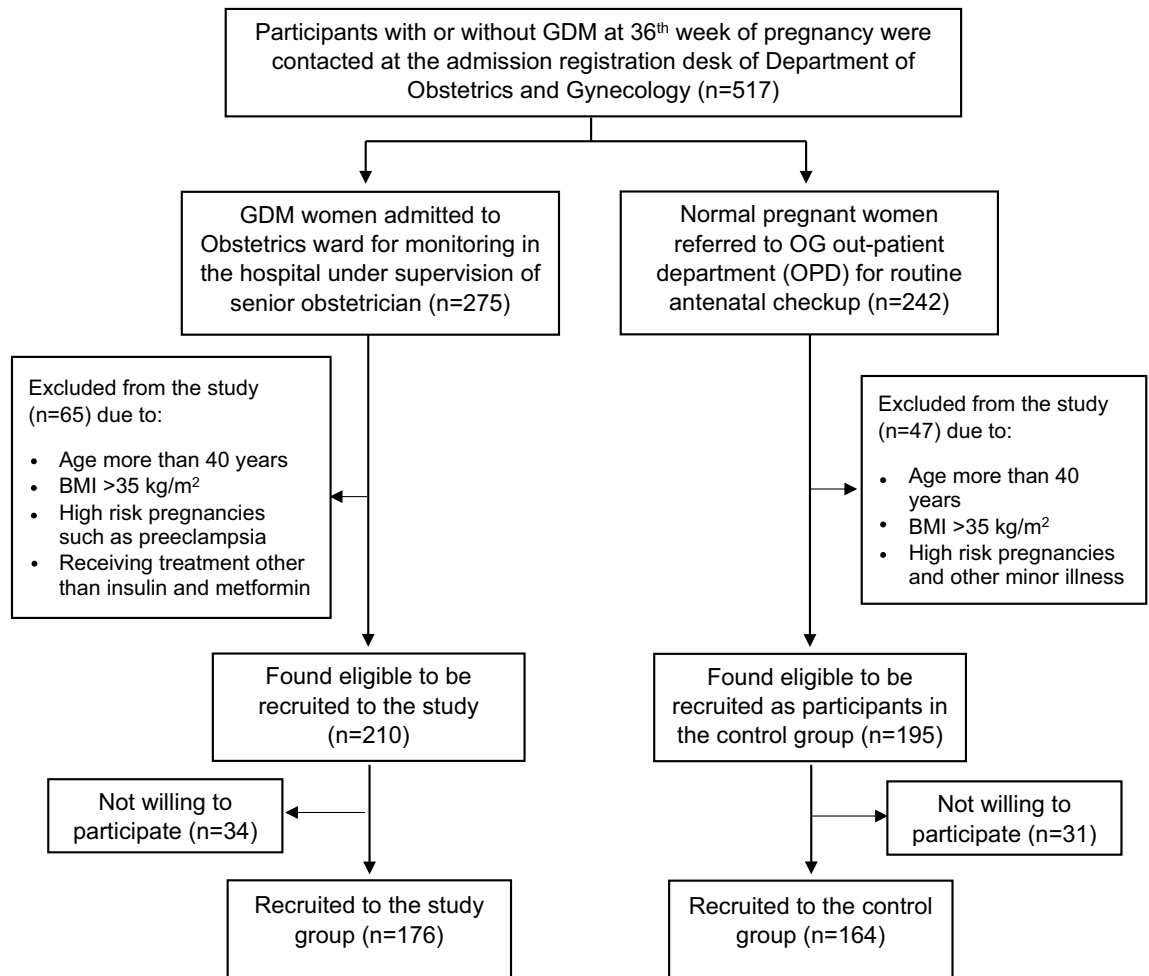 Participants with or without GDM at 36th week of pregnancy were
contacted at the admission registration desk of Department of
Obstetrics and Gynecology (n=517)
GDM women admitted to
Obstetrics ward for monitoring in
the hospital under supervision of
senior obstetrician (n=275)
Normal pregnant women
referred to OG out-patient
department (OPD) for routine
antenatal checkup (n=242)
Excluded from the study
(n=65) due to:
• Age more than 40 years
• BMI >35 kg/m²
• High risk pregnancies
such as preeclampsia
• Receiving treatment other
than insulin and metformin
Excluded from the study
(n=47) due to:
• Age more than 40
years
• BMI >35 kg/m²
• High risk pregnancies
and other minor illness
Found eligible to be
recruited to the study
(n=210)
Found eligible to be
recruited as participants in
the control group (n=195)
Not willing to
participate (n=34)
Not willing to
participate (n=31)
Recruited to the study
group (n=176)
Recruited to the control
group (n=164)